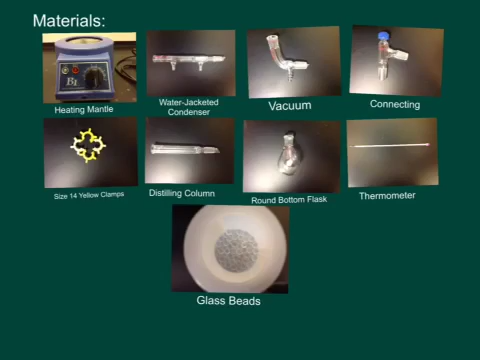 Materials:
Heating Mantle
Water-Jacketed
Condenser
Vacuum
Connecting
Size 14 Yellow Clamps
Distilling Column
Round Bottom Flask
Thermometer
Glass Beads